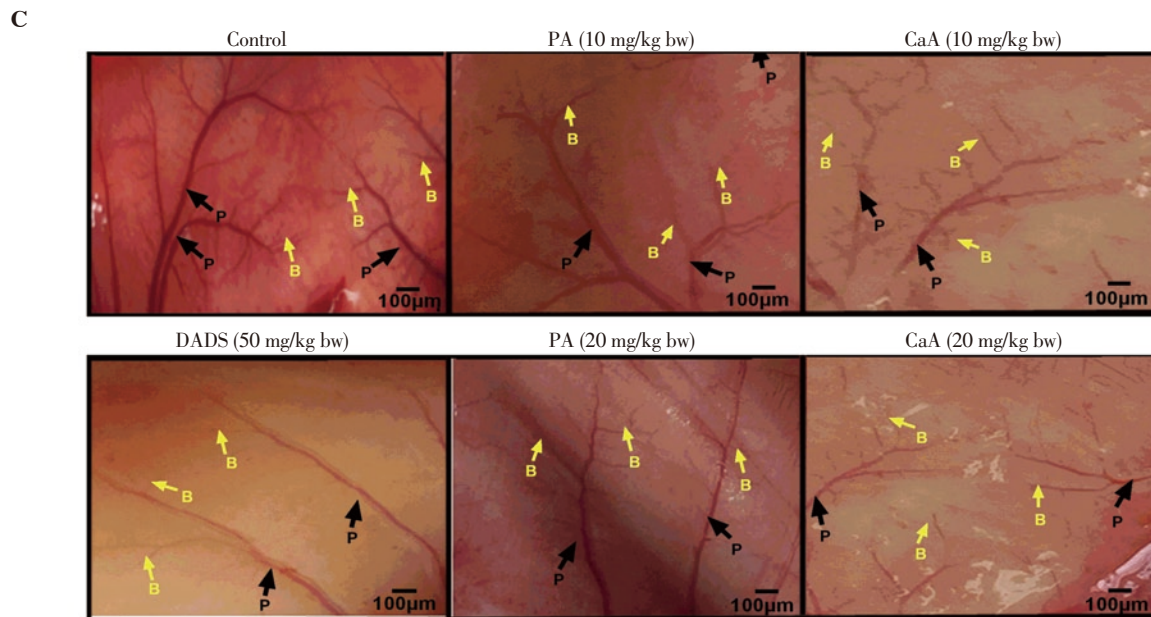 C
Control
PA (10 mg/kg bw)
CaA (10 mg/kg bw)
P
P
P
B
B
B
100μm
P
P
P
B
B
B
100μm
P
P
B
B
B
100μm
DADS (50 mg/kg bw)
PA (20 mg/kg bw)
CaA (20 mg/kg bw)
B
B
B
P
P
100μm
B
B
B
P
P
100μm
B
B
B
P
P
100μm